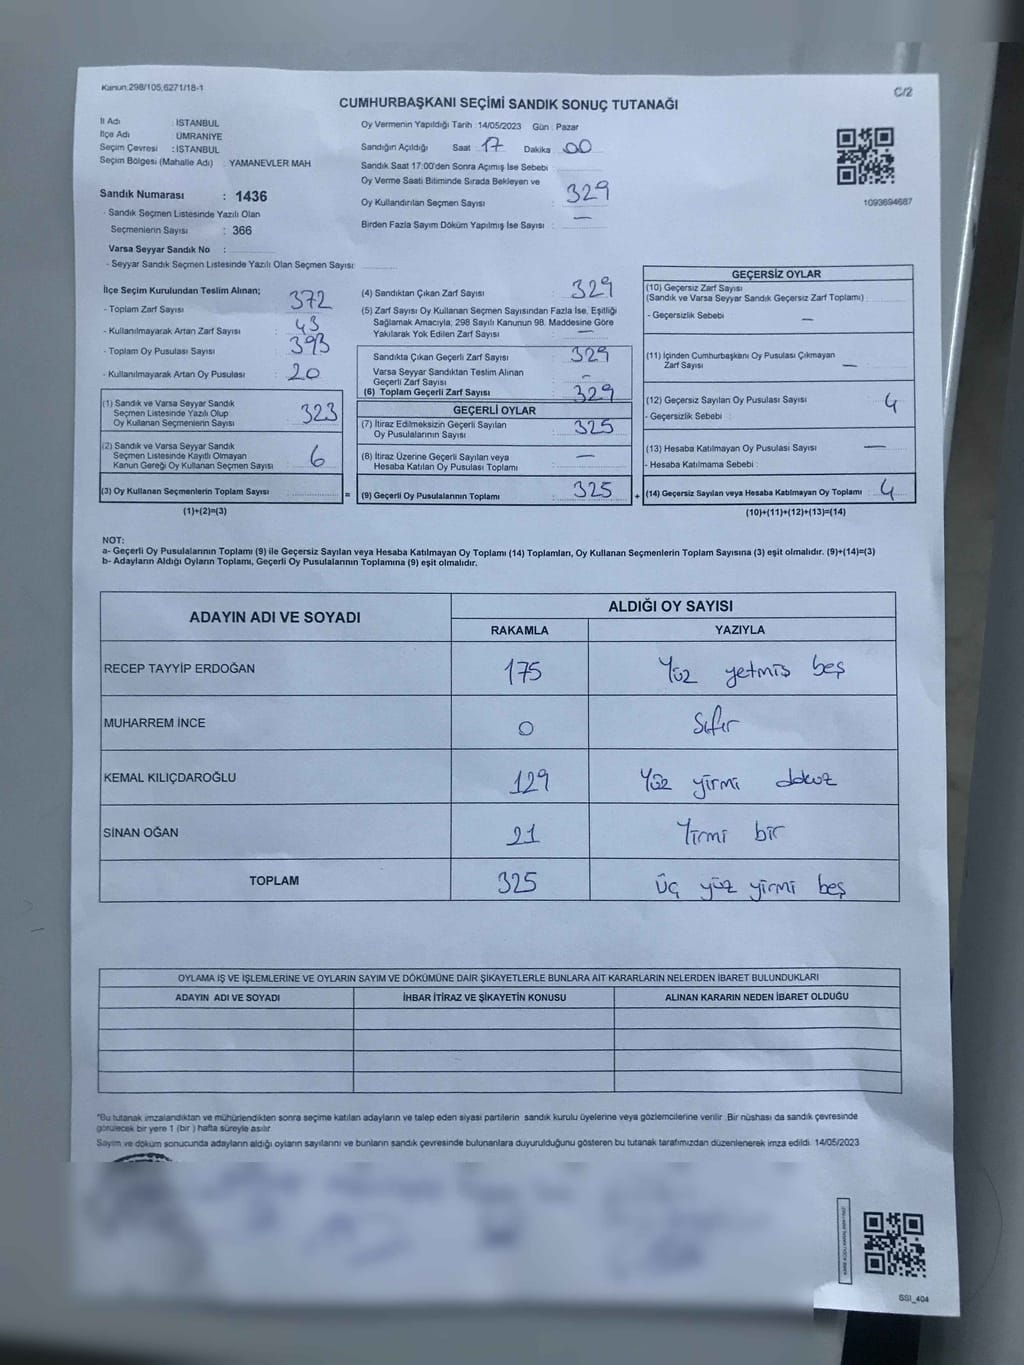 Kanun:298/105,6271/18-1
C/2
CUMHURBAŞKANI SEÇİMİ SANDIK SONUÇ TUTANAĞI
İl Adı : İSTANBUL
İlçe Adı : ÜMRANİYE
Seçim Çevresi : İSTANBUL
Seçim Bölgesi (Mahalle Adı) : YAMANEVLER MAH
Oy Vermenin Yapıldığı Tarih : 14/05/2023 Gün : Pazar
Sandığın Açıldığı Saat : 17 Dakika : 00
Sandık Saat 17:00'den Sonra Açımış İse Sebebi :
Oy Verme Saati Bitiminde Sırada Bekleyen ve
Oy Kullandırılan Seçmen Sayısı : 329
Birden Fazla Sayım Döküm Yapılmış İse Sayısı : —
1093694687
Sandık Numarası : 1436
- Sandık Seçmen Listesinde Yazılı Olan
Seçmenlerin Sayısı : 366
Varsa Seyyar Sandık No :
- Seyyar Sandık Seçmen Listesinde Yazılı Olan Seçmen Sayısı:
İlçe Seçim Kurulundan Teslim Alınan;
- Toplam Zarf Sayısı : 372
- Kullanılmayarak Artan Zarf Sayısı : 43
- Toplam Oy Pusulası Sayısı : 393
- Kullanılmayarak Artan Oy Pusulası : 20
(1) Sandık ve Varsa Seyyar Sandık
Seçmen Listesinde Yazılı Olup
Oy Kullanan Seçmenlerin Sayısı : 323
(2) Sandık ve Varsa Seyyar Sandık
Seçmen Listesinde Kayıtlı Olmayan
Kanun Gereği Oy Kullanan Seçmen Sayısı : 6
(3) Oy Kullanan Seçmenlerin Toplam Sayısı : =
(1)+(2)=(3)
(4) Sandıktan Çıkan Zarf Sayısı : 329
(5) Zarf Sayısı Oy Kullanan Seçmen Sayısından Fazla İse, Eşitliği
Sağlamak Amacıyla; 298 Sayılı Kanunun 98. Maddesine Göre
Yakılarak Yok Edilen Zarf Sayısı : —
Sandıkta Çıkan Geçerli Zarf Sayısı : 329
Varsa Seyyar Sandıktan Teslim Alınan
Geçerli Zarf Sayısı : -
(6) Toplam Geçerli Zarf Sayısı : 329
GEÇERLİ OYLAR
(7) İtiraz Edilmeksizin Geçerli Sayılan
Oy Pusulalarının Sayısı : 325
(8) İtiraz Üzerine Geçerli Sayılan veya
Hesaba Katılan Oy Pusulası Toplamı : —
(9) Geçerli Oy Pusulalarının Toplamı : 325 +
GEÇERSİZ OYLAR
(10) Geçersiz Zarf Sayısı
(Sandık ve Varsa Seyyar Sandık Geçersiz Zarf Toplamı) :
- Geçersizlik Sebebi : —
(11) İçinden Cumhurbaşkanı Oy Pusulası Çıkmayan
Zarf Sayısı : —
(12) Geçersiz Sayılan Oy Pusulası Sayısı : 4
- Geçersizlik Sebebi :
(13) Hesaba Katılmayan Oy Pusulası Sayısı : —
- Hesaba Katılmama Sebebi :
(14) Geçersiz Sayılan veya Hesaba Katılmayan Oy Toplamı : 4
(10)+(11)+(12)+(13)=(14)
NOT:
a- Geçerli Oy Pusulalarının Toplamı (9) ile Geçersiz Sayılan veya Hesaba Katılmayan Oy Toplamı (14) Toplamları, Oy Kullanan Seçmenlerin Toplam Sayısına (3) eşit olmalıdır. (9)+(14)=(3)
b- Adayların Aldığı Oyların Toplamı, Geçerli Oy Pusulalarının Toplamına (9) eşit olmalıdır.
ADAYIN ADI VE SOYADI
ALDIĞI OY SAYISI
RAKAMLA YAZIYLA
RECEP TAYYİP ERDOĞAN 175 Yüz yetmiş beş
MUHARREM İNCE 0 Sıfır
KEMAL KILIÇDAROĞLU 129 Yüz yirmi dokuz
SİNAN OĞAN 21 Yirmi bir
TOPLAM 325 Üç yüz yirmi beş
OYLAMA İŞ VE İŞLEMLERİNE VE OYLARIN SAYIM VE DÖKÜMÜNE DAİR ŞİKAYETLERLE BUNLARA AİT KARARLARIN NELERDEN İBARET BULUNDUKLARI
ADAYIN ADI VE SOYADI İHBAR İTİRAZ VE ŞİKAYETİN KONUSU ALINAN KARARIN NEDEN İBARET OLDUĞU
*Bu tutanak imzalandıktan ve mühürlendikten sonra seçime katılan adayların ve talep eden siyasi partilerin sandık kurulu üyelerine veya gözlemcilerine verilir. Bir nüshası da sandık çevresinde
görülecek bir yere 1 (bir ) hafta süreyle asılır.
Sayım ve döküm sonucunda adayların aldığı oyların sayılarını ve bunların sandık çevresinde bulunanlara duyurulduğunu gösteren bu tutanak tarafımızdan düzenlenerek imza edildi. 14/05/2023
SSI_404